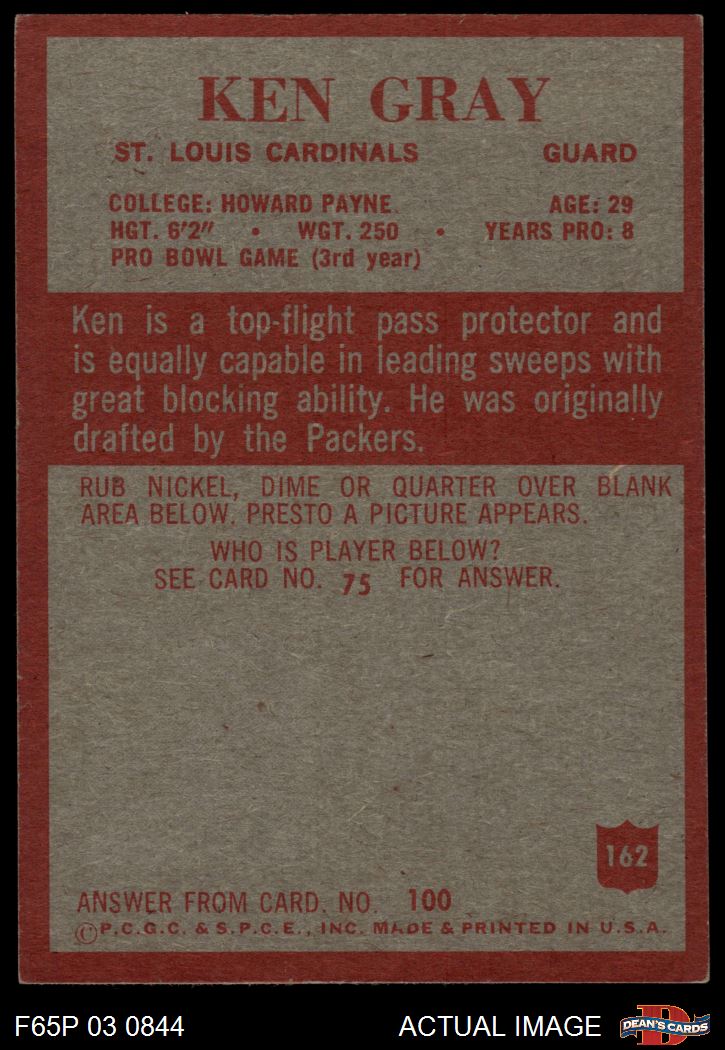 KEN GRAY
ST. LOUIS CARDINALS GUARD
COLLEGE: HOWARD PAYNE. AGE: 29
HGT. 6'2" • WGT. 250 • YEARS PRO: 8
PRO BOWL GAME (3rd year)
Ken is a top-flight pass protector and
is equally capable in leading sweeps with
great blocking ability. He was originally
drafted by the Packers.
RUB NICKEL, DIME OR QUARTER OVER BLANK
AREA BELOW. PRESTO A PICTURE APPEARS.
WHO IS PLAYER BELOW?
SEE CARD NO. 75 FOR ANSWER.
162
ANSWER FROM CARD. NO. 100
©P.C.G.C. & S.P.C.E., INC. MADE & PRINTED IN U.S.A.
F65P 03 0844 ACTUAL IMAGE D DEAN'S CARDS